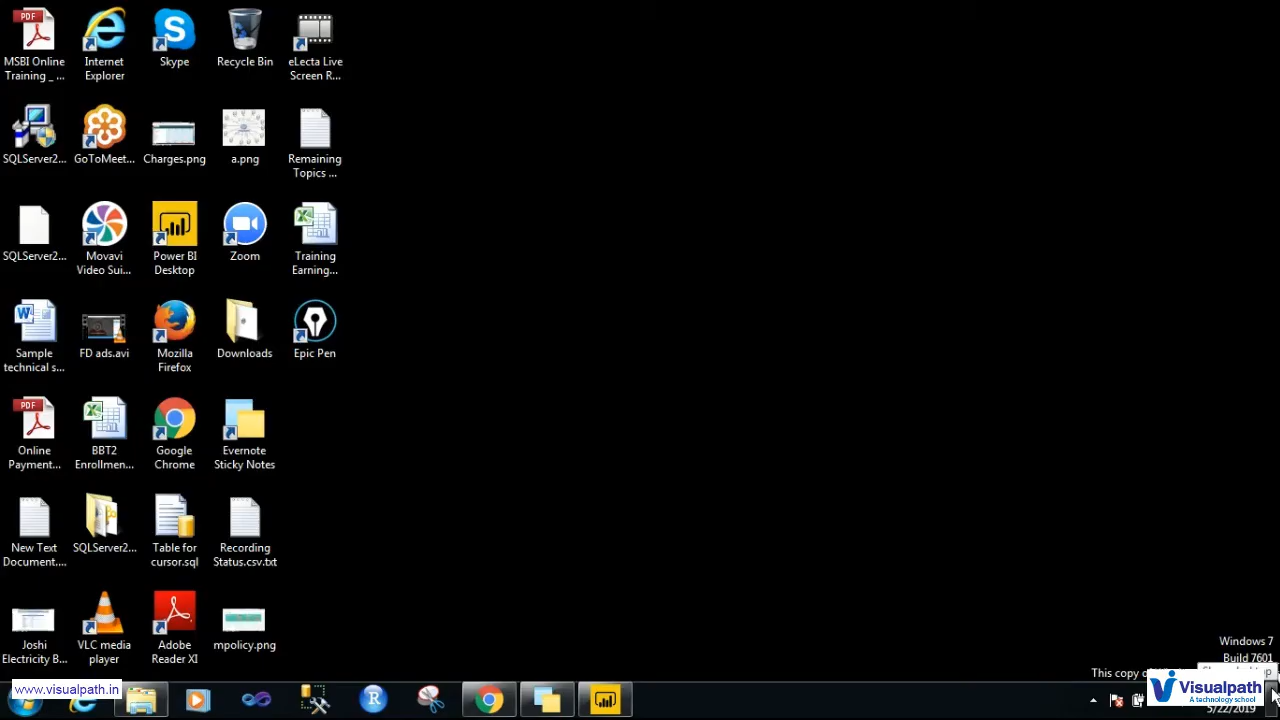 PDF
MSBI Online
Training _ ...
Internet
Explorer
Skype
Recycle Bin
eLecta Live
Screen R...
SQLServer2...
GoToMeet...
Charges.png
a.png
Remaining
Topics ...
SQLServer2...
Movavi
Video Sui...
Power BI
Desktop
Zoom
Training
Earning...
Sample
technical s...
FD ads.avi
Mozilla
Firefox
Downloads
Epic Pen
PDF
Online
Payment...
BBT2
Enrollmen...
Google
Chrome
Evernote
Sticky Notes
New Text
Document....
SQLServer2...
Table for
cursor.sql
Recording
Status.csv.txt
Joshi
Electricity B...
VLC media
player
Adobe
Reader XI
mpolicy.png
Windows 7
Build 7601
This copy o
www.visualpath.in
Visualpath
A technology school
5/22/2019